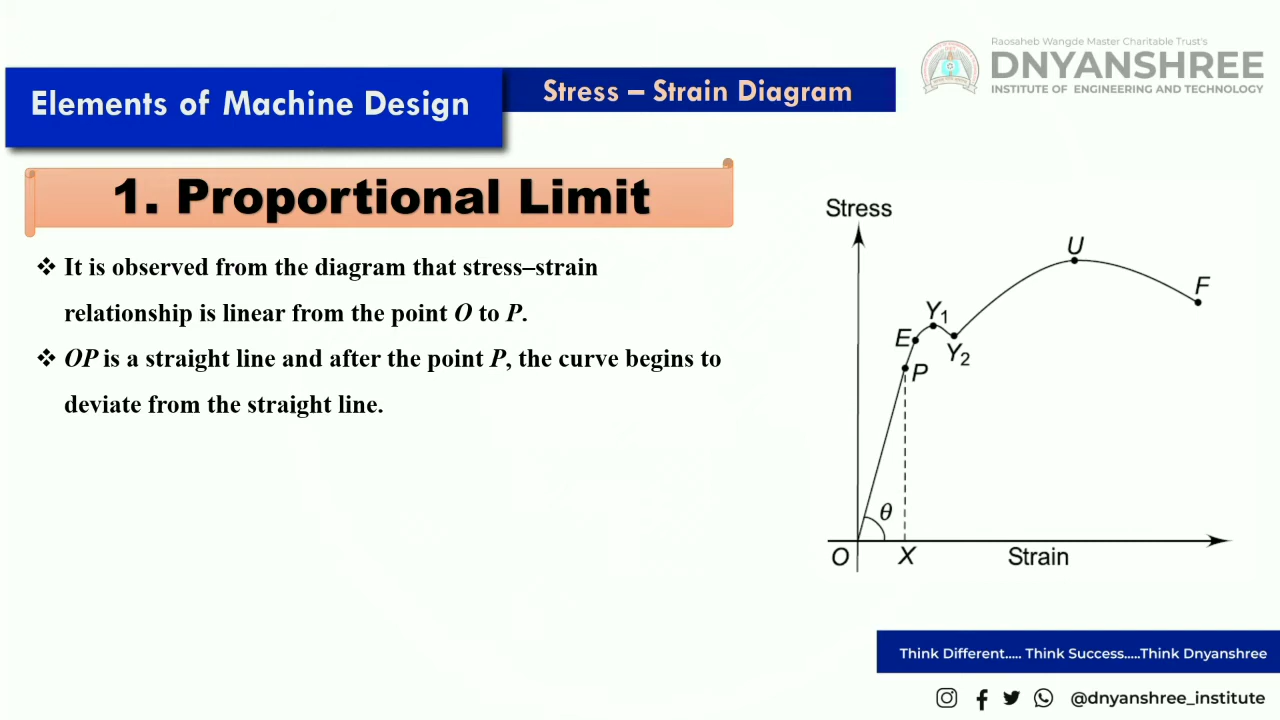 Raosaheb Wangde Master Charitable Trust's
DNYANSHREE
INSTITUTE OF ENGINEERING AND TECHNOLOGY
Elements of Machine Design
Stress – Strain Diagram
1. Proportional Limit
❖ It is observed from the diagram that stress–strain
relationship is linear from the point O to P.
❖ OP is a straight line and after the point P, the curve begins to
deviate from the straight line.
Stress
U
F
Y1
E
Y2
P
θ
O
X
Strain
Think Different..... Think Success.....Think Dnyanshree
@dnyanshree_institute